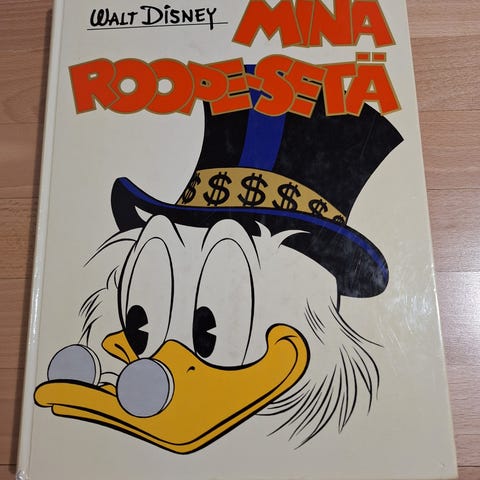 WALT DISNEY
MINÄ
ROOPE-SETÄ
$ $ $ $ $ $